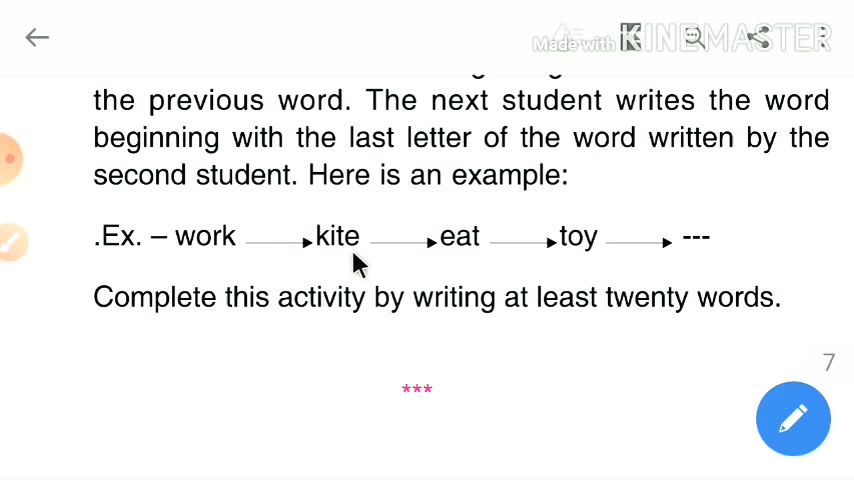 Made with KINEMASTER
the previous word. The next student writes the word
beginning with the last letter of the word written by the
second student. Here is an example:
.Ex. – work kite eat toy ---
Complete this activity by writing at least twenty words.
7
***